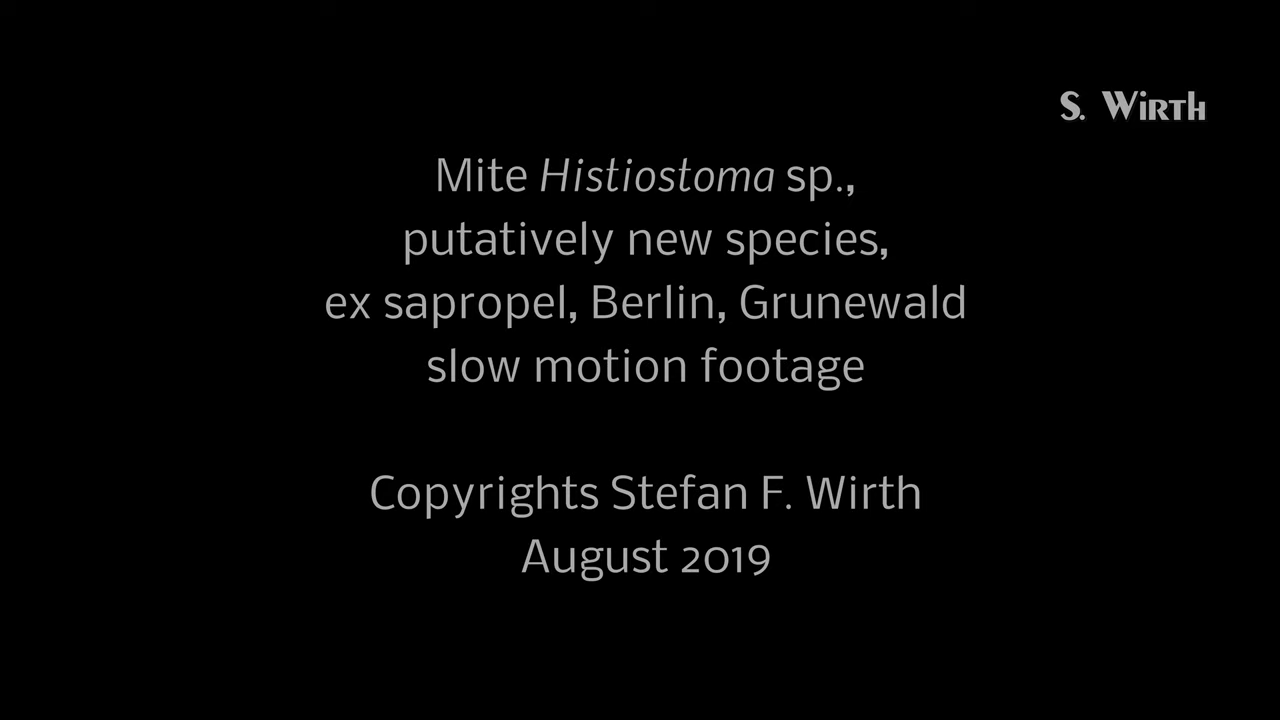 S. Wirth
Mite Histiostoma sp.,
putatively new species,
ex sapropel, Berlin, Grunewald
slow motion footage
Copyrights Stefan F. Wirth
August 2019